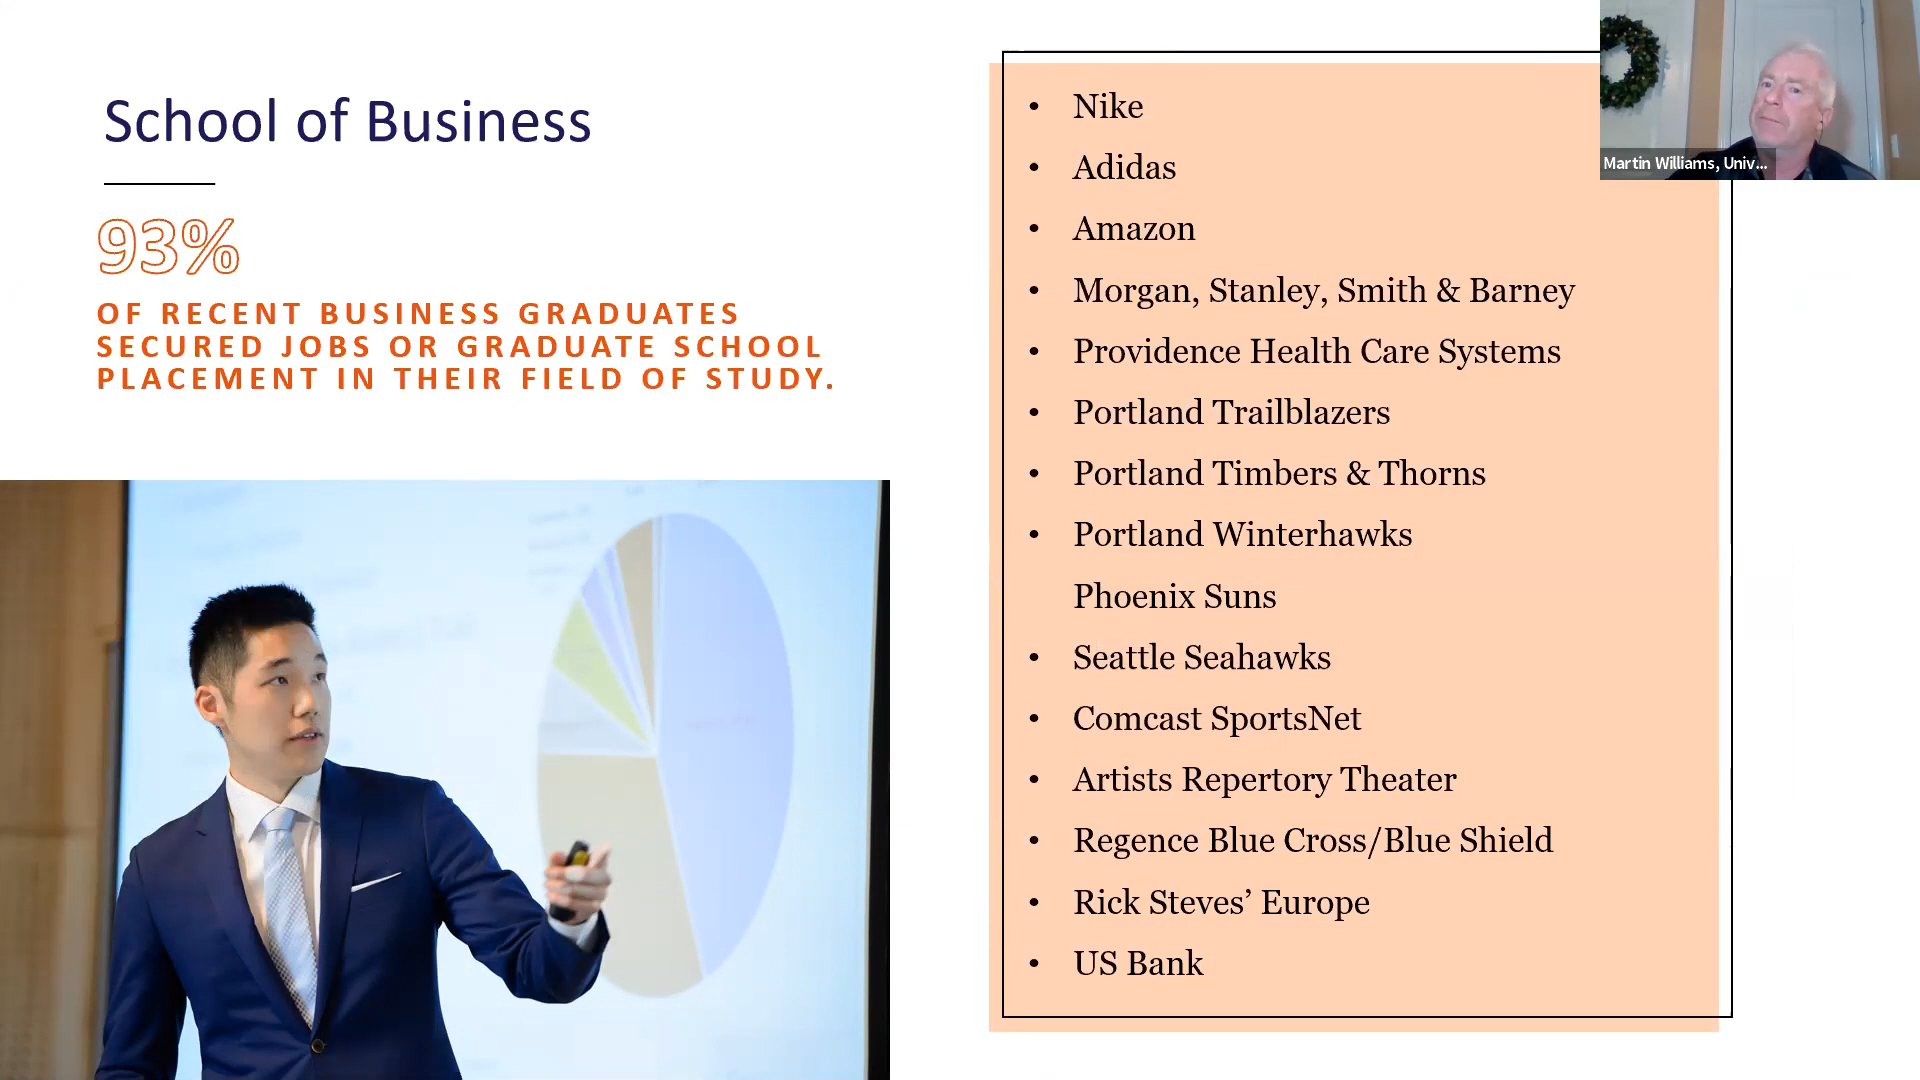 School of Business
93%
OF RECENT BUSINESS GRADUATES
SECURED JOBS OR GRADUATE SCHOOL
PLACEMENT IN THEIR FIELD OF STUDY.
• Nike
• Adidas
• Amazon
• Morgan, Stanley, Smith & Barney
• Providence Health Care Systems
• Portland Trailblazers
• Portland Timbers & Thorns
• Portland Winterhawks
Phoenix Suns
• Seattle Seahawks
• Comcast SportsNet
• Artists Repertory Theater
• Regence Blue Cross/Blue Shield
• Rick Steves’ Europe
• US Bank
Martin Williams, Univ...